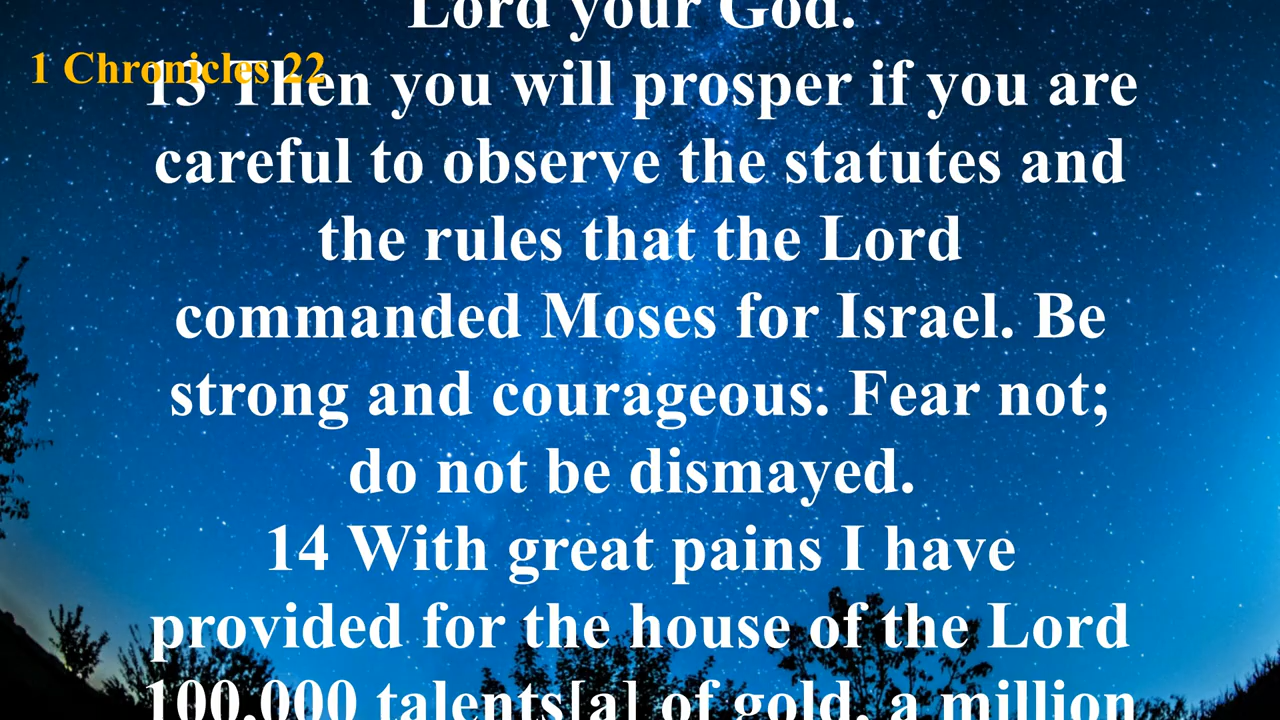 Lord your God.
1 Chronicles 22
13 Then you will prosper if you are
careful to observe the statutes and
the rules that the Lord
commanded Moses for Israel. Be
strong and courageous. Fear not;
do not be dismayed.
14 With great pains I have
provided for the house of the Lord
100,000 talents[a] of gold, a million